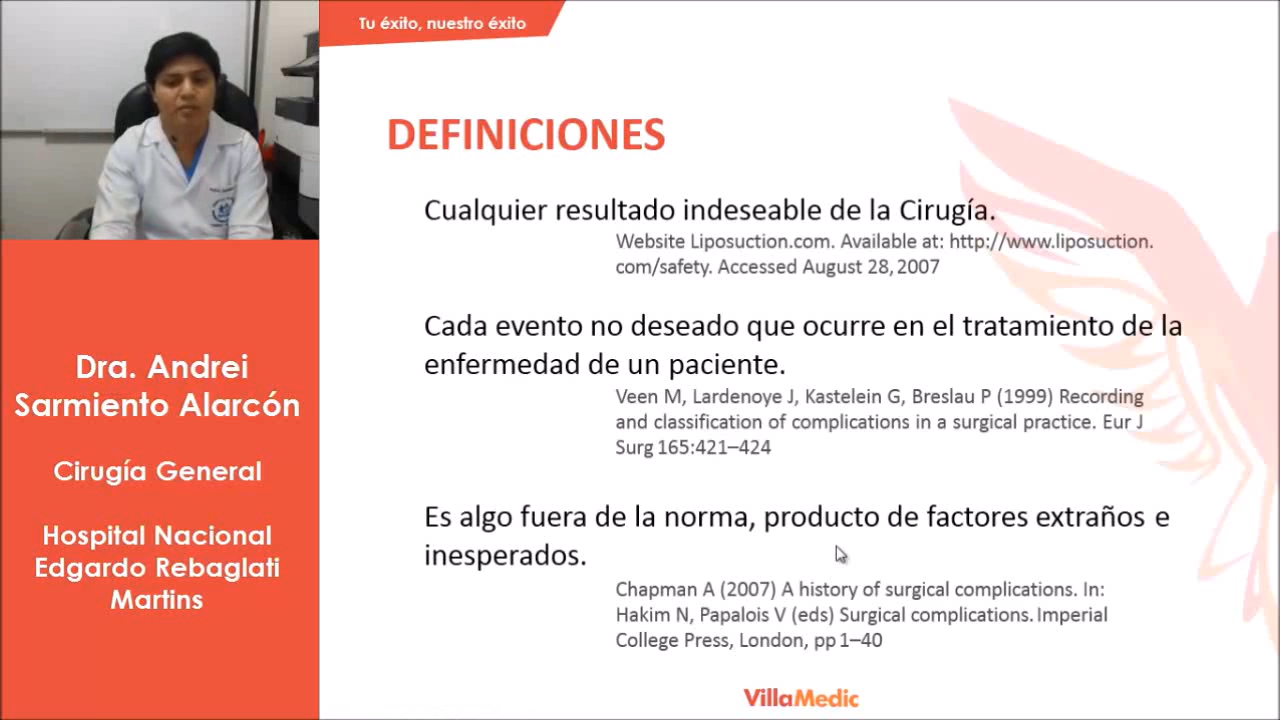 Tu éxito, nuestro éxito
DEFINICIONES
Cualquier resultado indeseable de la Cirugía.
Website Liposuction.com. Available at: http://www.liposuction.
com/safety. Accessed August 28, 2007
Cada evento no deseado que ocurre en el tratamiento de la
enfermedad de un paciente.
Veen M, Lardenoye J, Kastelein G, Breslau P (1999) Recording
and classification of complications in a surgical practice. Eur J
Surg 165:421–424
Es algo fuera de la norma, producto de factores extraños e
inesperados.
Chapman A (2007) A history of surgical complications. In:
Hakim N, Papalois V (eds) Surgical complications. Imperial
College Press, London, pp 1–40
VillaMedic
Dra. Andrei
Sarmiento Alarcón
Cirugía General
Hospital Nacional
Edgardo Rebaglati
Martins